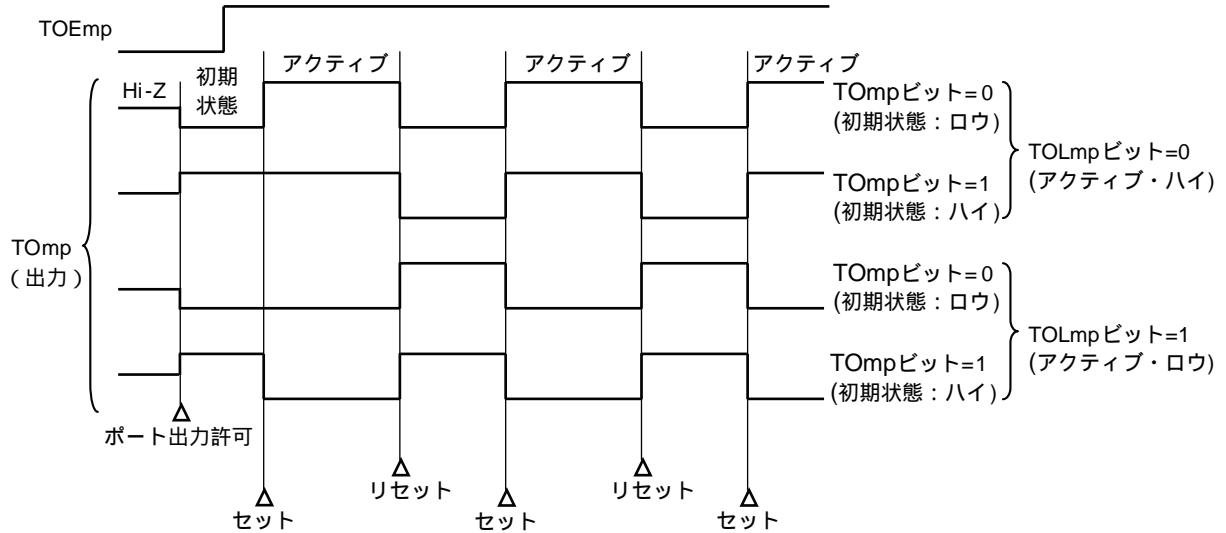 TOEmp
アクティブ
アクティブ
アクティブ
Hi-Z
初期
状態
TOmpビット=0
(初期状態：ロウ)
TOLmpビット=0
(アクティブ・ハイ)
TOmpビット=1
(初期状態：ハイ)
TOmp
（出力）
TOmpビット=0
(初期状態：ロウ)
TOLmpビット=1
(アクティブ・ロウ)
TOmpビット=1
(初期状態：ハイ)
ポート出力許可
リセット
リセット
セット
セット
セット